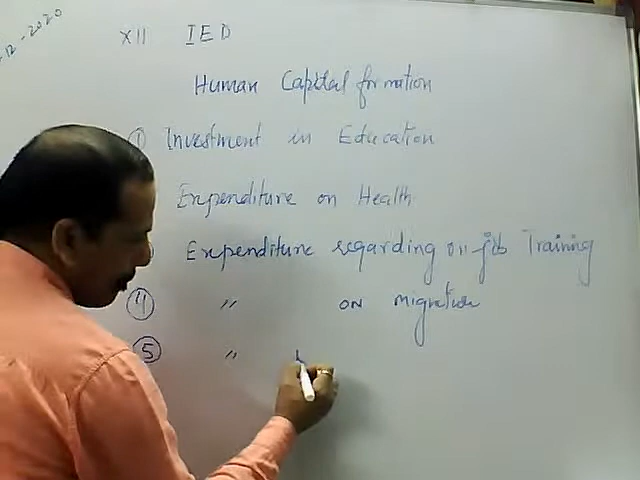 -12-2020
XII IED
Human Capital formation
① Investment in Education
Expenditure on Health
Expenditure regarding on job Training
④ " ON migration
⑤ "